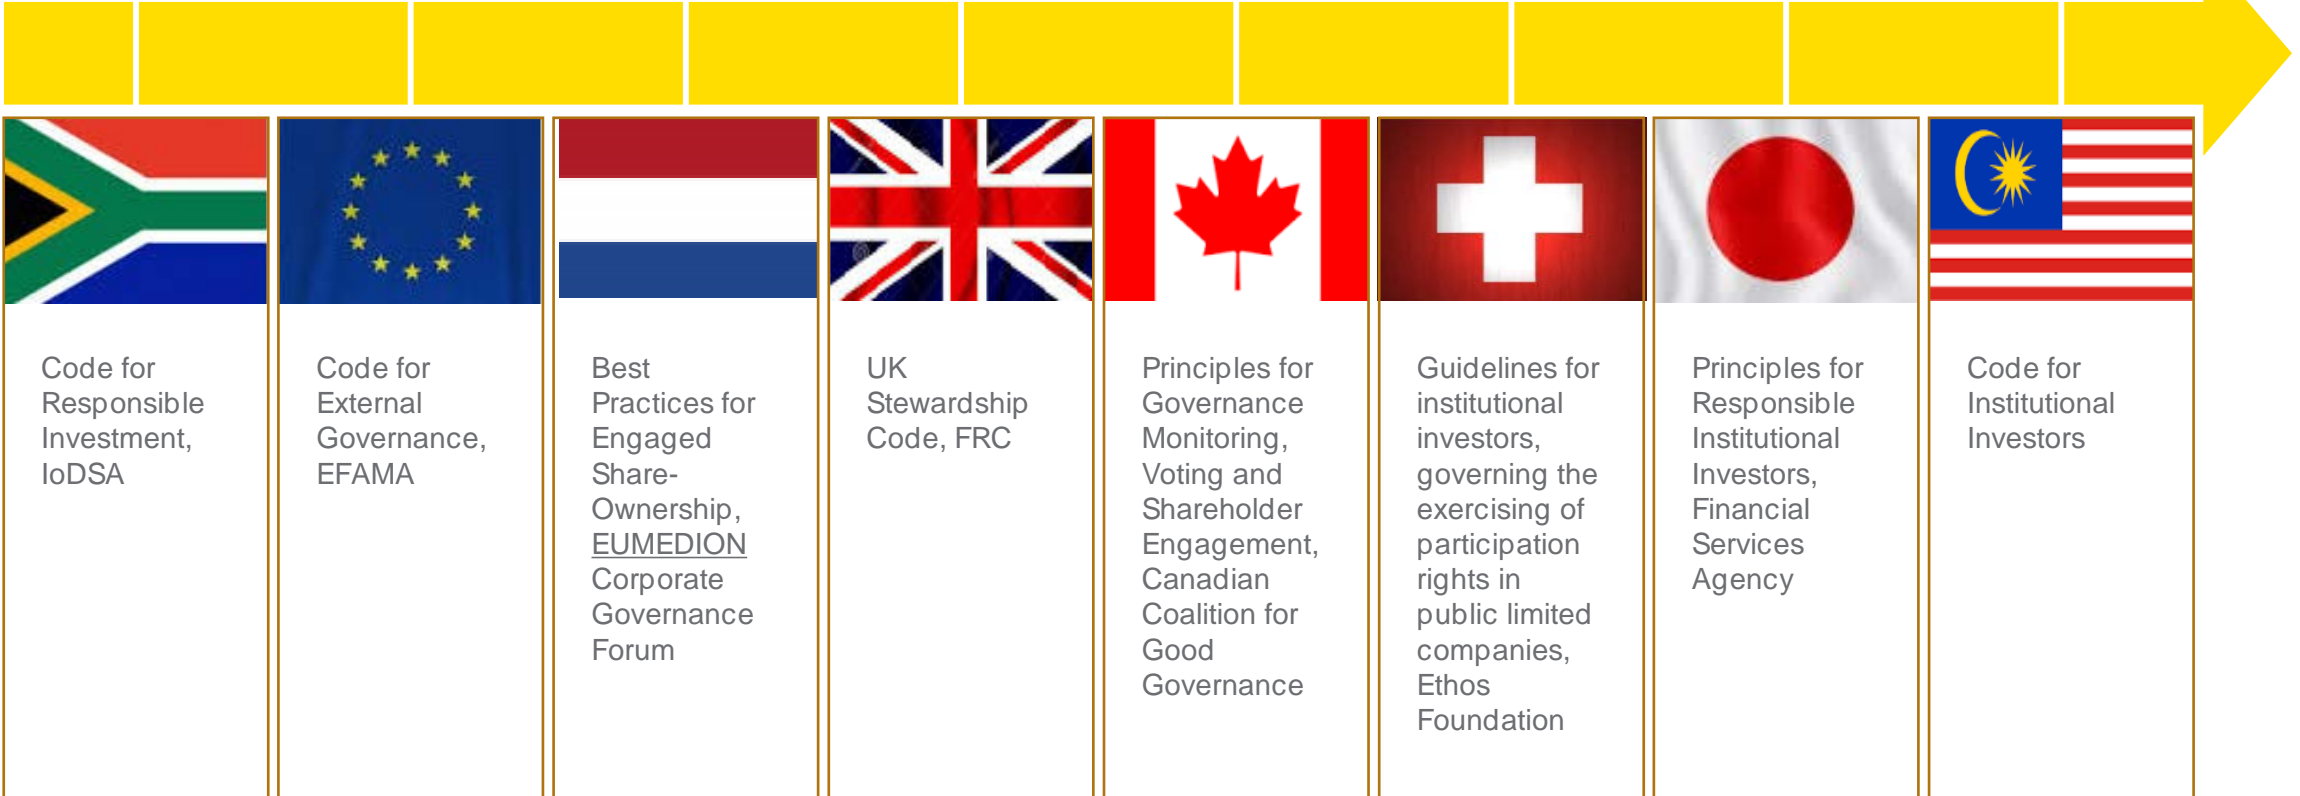 Code for
Responsible
Investment,
IoDSA
Code for
External
Governance,
EFAMA
Best
Practices for
Engaged
Share-
Ownership,
EUMEDION
Corporate
Governance
Forum
UK
Stewardship
Code, FRC
Principles for
Governance
Monitoring,
Voting and
Shareholder
Engagement,
Canadian
Coalition for
Good
Governance
Guidelines for
institutional
investors,
governing the
exercising of
participation
rights in
public limited
companies,
Ethos
Foundation
Principles for
Responsible
Institutional
Investors,
Financial
Services
Agency
Code for
Institutional
Investors